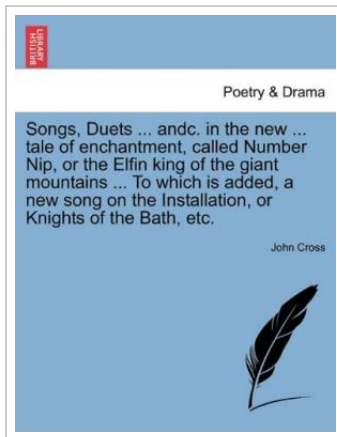 BRITISH
LIBRARY
Poetry & Drama
Songs, Duets ... andc. in the new ...
tale of enchantment, called Number
Nip, or the Elfin king of the giant
mountains ... To which is added, a
new song on the Installation, or
Knights of the Bath, etc.
John Cross